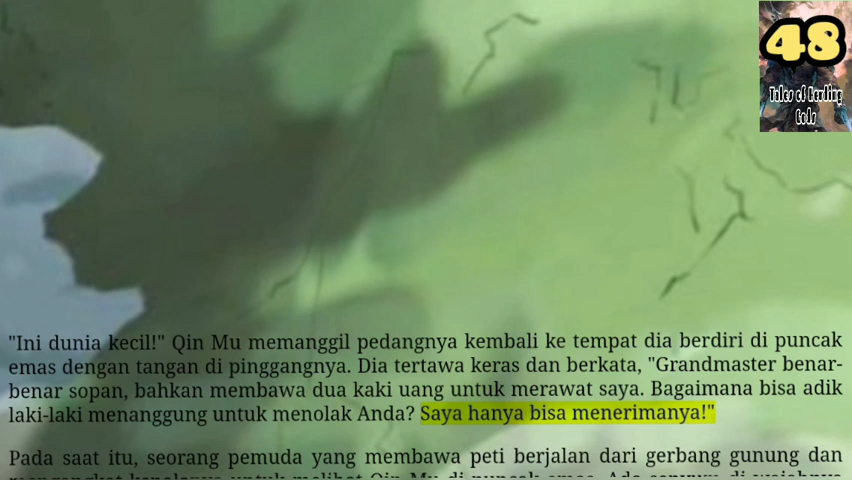 48
Tales of Herding
Gods
"Ini dunia kecil!" Qin Mu memanggil pedangnya kembali ke tempat dia berdiri di puncak
emas dengan tangan di pinggangnya. Dia tertawa keras dan berkata, "Grandmaster benar-
benar sopan, bahkan membawa dua kaki uang untuk merawat saya. Bagaimana bisa adik
laki-laki menanggung untuk menolak Anda? Saya hanya bisa menerimanya!"
Pada saat itu, seorang pemuda yang membawa peti berjalan dari gerbang gunung dan